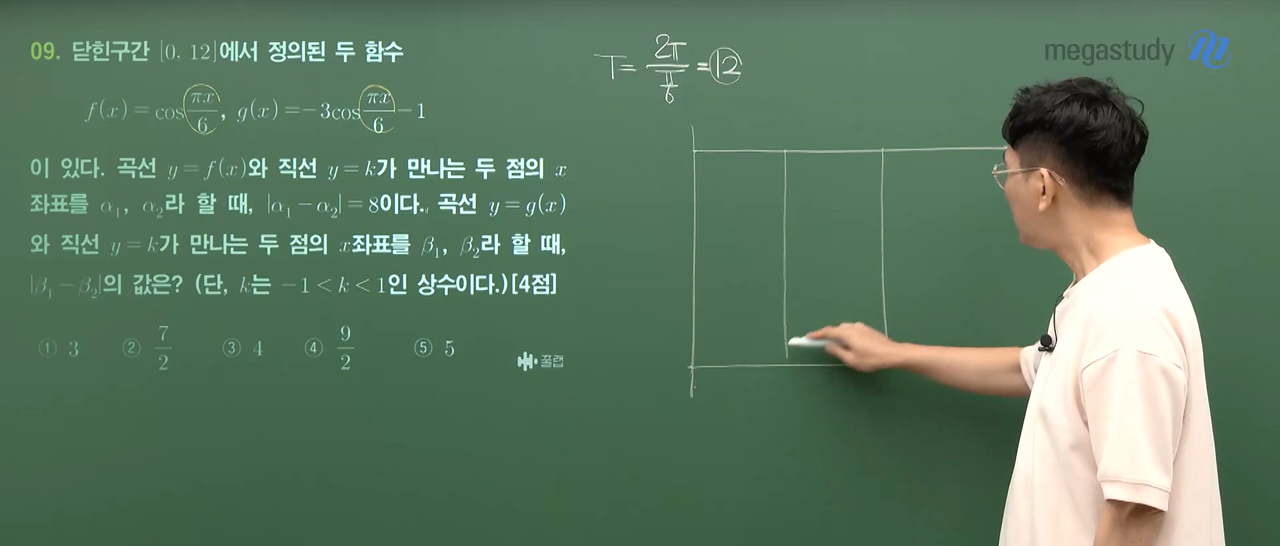 09. 닫힌구간 [0, 12]에서 정의된 두 함수
f(x)=cos πx/6, g(x)=-3cos πx/6 -1
이 있다. 곡선 y=f(x)와 직선 y=k가 만나는 두 점의 x
좌표를 α₁, α₂라 할 때, |α₁-α₂|=8이다. 곡선 y=g(x)
와 직선 y=k가 만나는 두 점의 x좌표를 β₁, β₂라 할 때,
|β₁-β₂|의 값은? (단, k는 -1<k<1인 상수이다.)[4점]
① 3 ② 7/2 ③ 4 ④ 9/2 ⑤ 5
꿀랩
T= 2π/(π/6) =12
megastudy